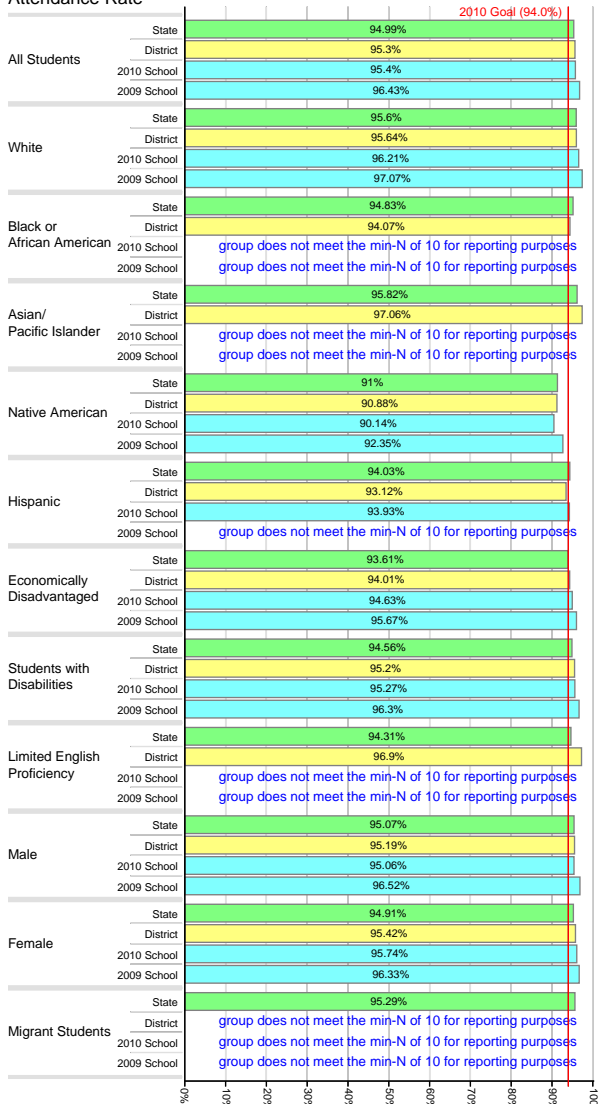 Attendance Rate
2010 Goal (94.0%)
All Students
State 94.99%
District 95.3%
2010 School 95.4%
2009 School 96.43%
White
State 95.6%
District 95.64%
2010 School 96.21%
2009 School 97.07%
Black or
African American
State 94.83%
District 94.07%
2010 School group does not meet the min-N of 10 for reporting purposes
2009 School group does not meet the min-N of 10 for reporting purposes
Asian/
Pacific Islander
State 95.82%
District 97.06%
2010 School group does not meet the min-N of 10 for reporting purposes
2009 School group does not meet the min-N of 10 for reporting purposes
Native American
State 91%
District 90.88%
2010 School 90.14%
2009 School 92.35%
Hispanic
State 94.03%
District 93.12%
2010 School 93.93%
2009 School group does not meet the min-N of 10 for reporting purposes
Economically
Disadvantaged
State 93.61%
District 94.01%
2010 School 94.63%
2009 School 95.67%
Students with
Disabilities
State 94.56%
District 95.2%
2010 School 95.27%
2009 School 96.3%
Limited English
Proficiency
State 94.31%
District 96.9%
2010 School group does not meet the min-N of 10 for reporting purposes
2009 School group does not meet the min-N of 10 for reporting purposes
Male
State 95.07%
District 95.19%
2010 School 95.06%
2009 School 96.52%
Female
State 94.91%
District 95.42%
2010 School 95.74%
2009 School 96.33%
Migrant Students
State 95.29%
District group does not meet the min-N of 10 for reporting purposes
2010 School group does not meet the min-N of 10 for reporting purposes
2009 School group does not meet the min-N of 10 for reporting purposes
0% 10% 20% 30% 40% 50% 60% 70% 80% 90% 100